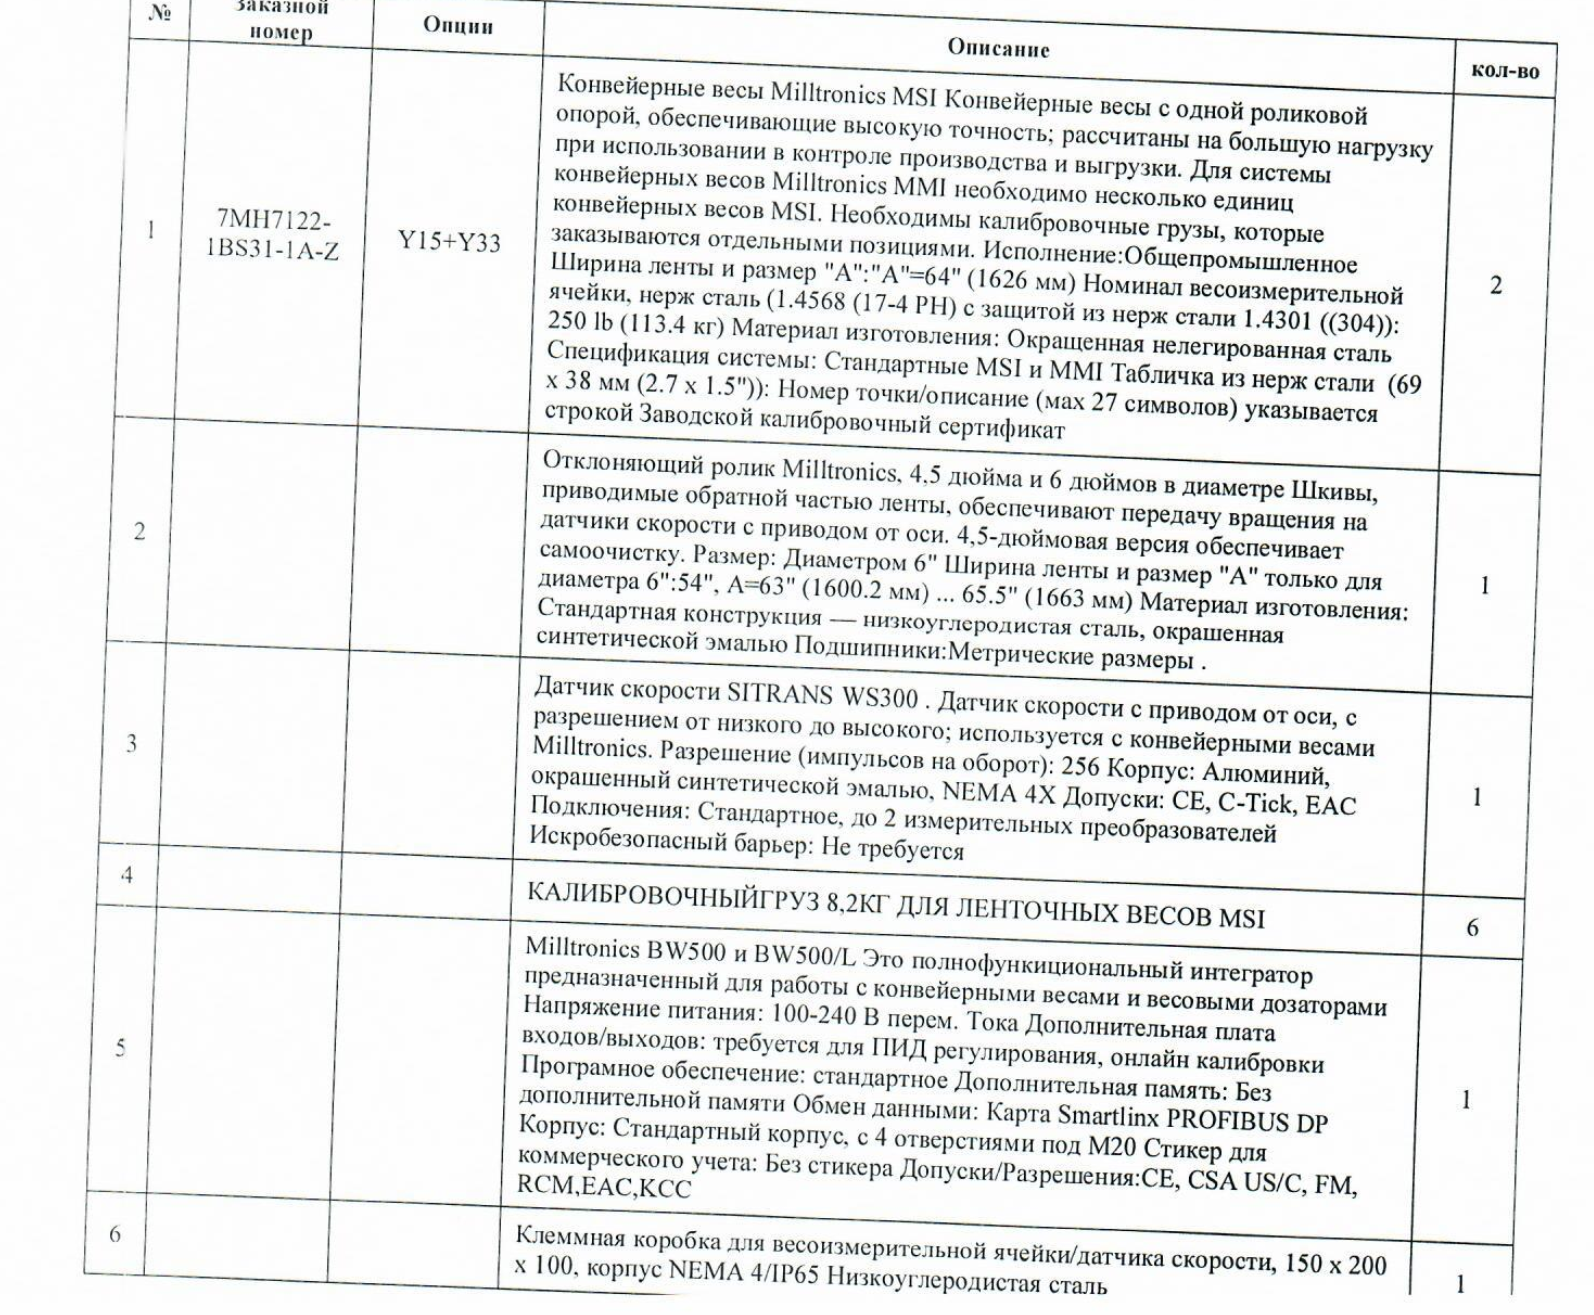 №
Заказной
номер
Опции
Описание
кол-во
1
7МН7122-
1BS31-1A-Z
Y15+Y33
Конвейерные весы Milltronics MSI Конвейерные весы с одной роликовой
опорой, обеспечивающие высокую точность; рассчитаны на большую нагрузку
при использовании в контроле производства и выгрузки. Для системы
конвейерных весов Milltronics MMI необходимо несколько единиц
конвейерных весов MSI. Необходимы калибровочные грузы, которые
заказываются отдельными позициями. Исполнение:Общепромышленное
Ширина ленты и размер "А":"А"=64" (1626 мм) Номинал весоизмерительной
ячейки, нерж сталь (1.4568 (17-4 PH) с защитой из нерж стали 1.4301 ((304)):
250 lb (113.4 кг) Материал изготовления: Окращенная нелегированная сталь
Спецификация системы: Стандартные MSI и MMI Табличка из нерж стали (69
x 38 мм (2.7 x 1.5")): Номер точки/описание (мах 27 символов) указывается
строкой Заводской калибровочный сертификат
2
2
Отклоняющий ролик Milltronics, 4,5 дюйма и 6 дюймов в диаметре Шкивы,
приводимые обратной частью ленты, обеспечивают передачу вращения на
датчики скорости с приводом от оси. 4,5-дюймовая версия обеспечивает
самоочистку. Размер: Диаметром 6" Ширина ленты и размер "А" только для
диаметра 6":54", А=63" (1600.2 мм) ... 65.5" (1663 мм) Материал изготовления:
Стандартная конструкция — низкоуглеродистая сталь, окрашенная
синтетической эмалью Подшипники:Метрические размеры .
1
3
Датчик скорости SITRANS WS300 . Датчик скорости с приводом от оси, с
разрешением от низкого до высокого; используется с конвейерными весами
Milltronics. Разрешение (импульсов на оборот): 256 Корпус: Алюминий,
окрашенный синтетической эмалью, NEMA 4X Допуски: CE, C-Tick, EAC
Подключения: Стандартное, до 2 измерительных преобразователей
Искробезопасный барьер: Не требуется
1
4
КАЛИБРОВОЧНЫЙГРУЗ 8,2КГ ДЛЯ ЛЕНТОЧНЫХ ВЕСОВ MSI
6
5
Milltronics BW500 и BW500/L Это полнофункициональный интегратор
предназначенный для работы с конвейерными весами и весовыми дозаторами
Напряжение питания: 100-240 В перем. Тока Дополнительная плата
входов/выходов: требуется для ПИД регулирования, онлайн калибровки
Програмное обеспечение: стандартное Дополнительная память: Без
дополнительной памяти Обмен данными: Карта Smartlinx PROFIBUS DP
Корпус: Стандартный корпус, с 4 отверстиями под М20 Стикер для
коммерческого учета: Без стикера Допуски/Разрешения:CE, CSA US/C, FM,
RCM,EAC,KCC
1
6
Клеммная коробка для весоизмерительной ячейки/датчика скорости, 150 x 200
x 100, корпус NEMA 4/IP65 Низкоуглеродистая сталь
1